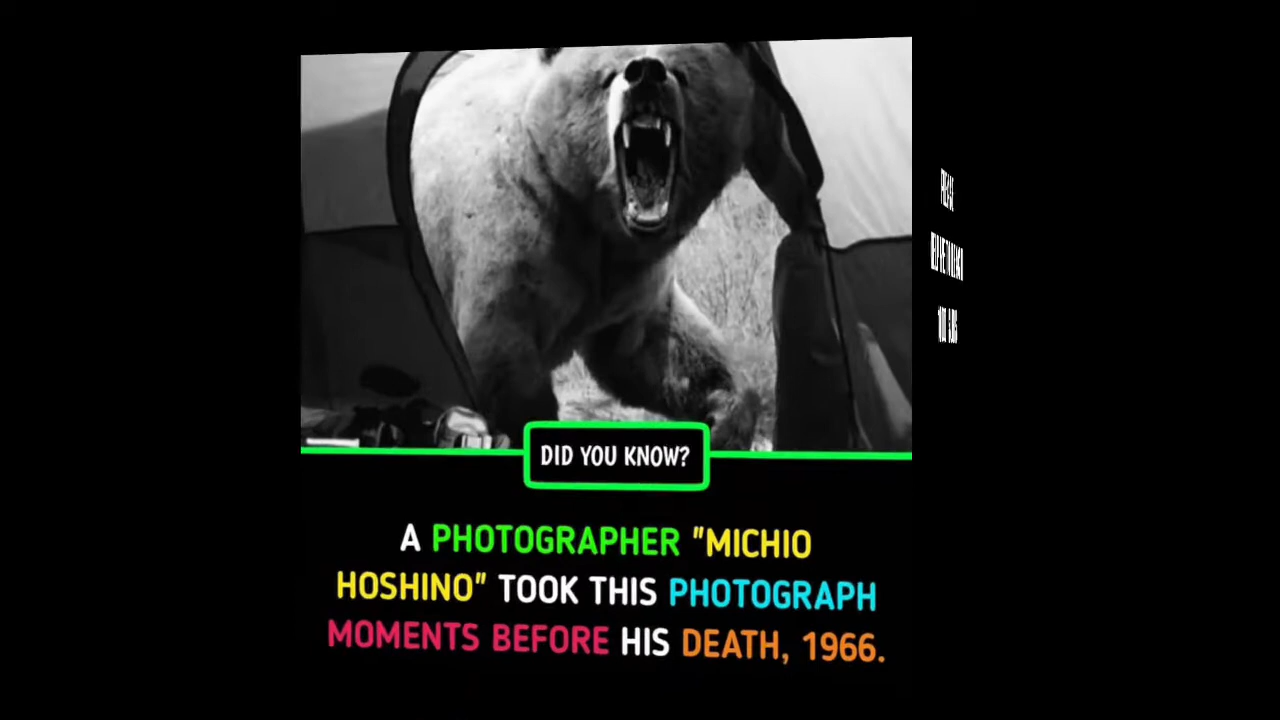 DID YOU KNOW?
A PHOTOGRAPHER "MICHIO
HOSHINO" TOOK THIS PHOTOGRAPH
MOMENTS BEFORE HIS DEATH, 1966.